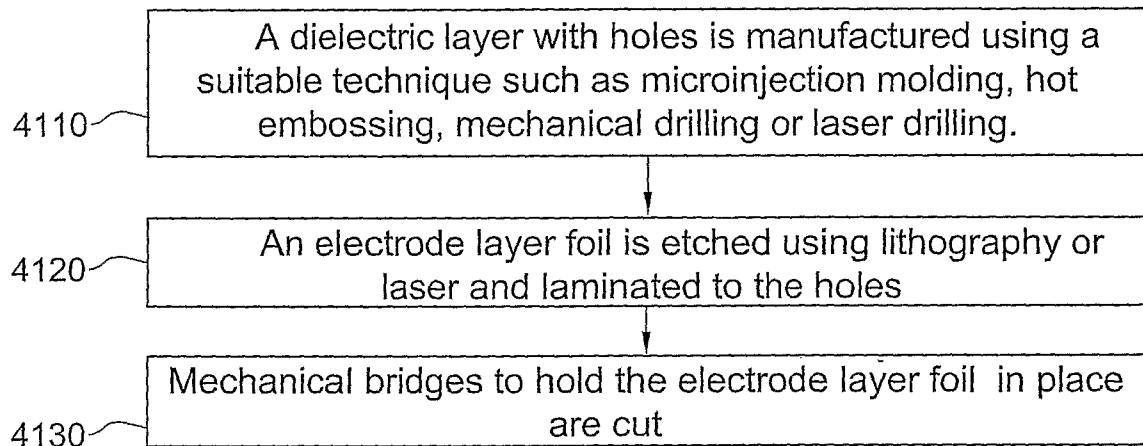 A dielectric layer with holes is manufactured using a
suitable technique such as microinjection molding, hot
4110
embossing, mechanical drilling or laser drilling.
An electrode layer foil is etched using lithography or
4120
laser and laminated to the holes
Mechanical bridges to hold the electrode layer foil in place
are cut
4130